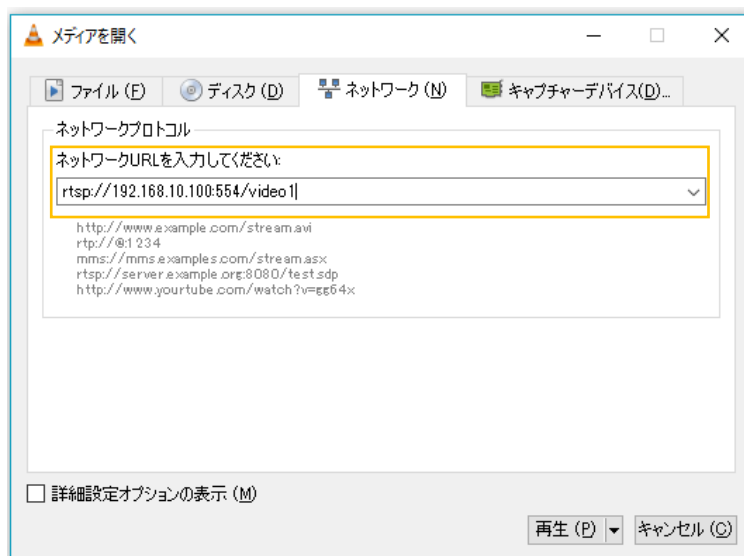 メディアを開く
ファイル (F) ディスク (D) ネットワーク (N) キャプチャーデバイス(D)...
ネットワークプロトコル
ネットワークURLを入力してください:
rtsp://192.168.10.100:554/video1
http://www.example.com/stream.avi
rtp://@:1234
mms://mms.examples.com/stream.asx
rtsp://server.example.org:8080/test.sdp
http://www.yourtube.com/watch?v=gg64x
詳細設定オプションの表示 (M)
再生 (P) キャンセル (C)